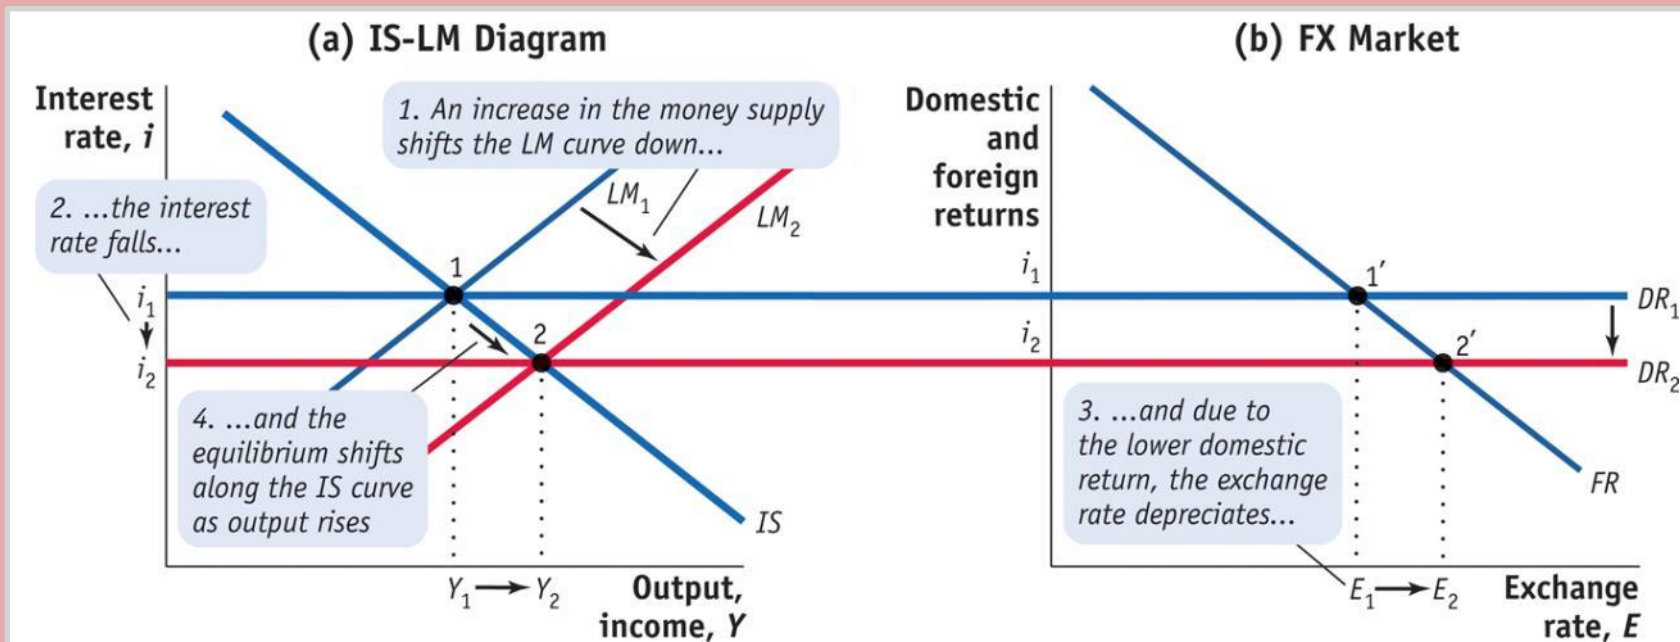 (a) IS-LM Diagram
Interest
rate, i
1. An increase in the money supply
shifts the LM curve down...
2. ...the interest
rate falls...
LM₁
LM₂
1
2
i₁
i₂
4. ...and the
equilibrium shifts
along the IS curve
as output rises
IS
Y₁
Y₂
Output,
income, Y
(b) FX Market
Domestic
and
foreign
returns
i₁
i₂
1′
2′
DR₁
DR₂
3. ...and due to
the lower domestic
return, the exchange
rate depreciates...
FR
E₁
E₂
Exchange
rate, E